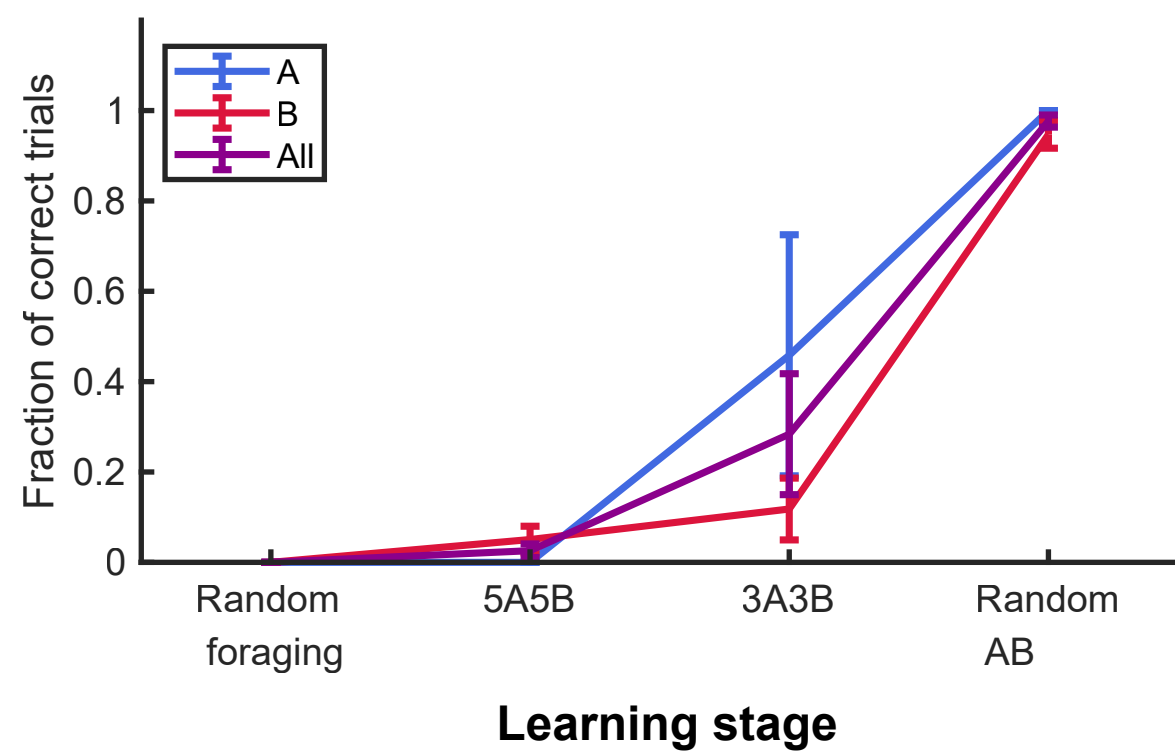 Fraction of correct trials
A
B
All
1
0.8
0.6
0.4
0.2
0
Random foraging
5A5B
3A3B
Random AB
Learning stage